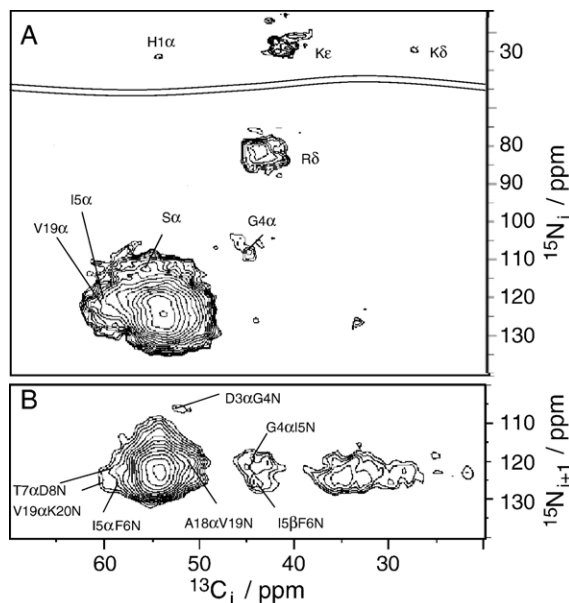 A
H1α
Kε
Kδ
30
80
Rδ
90
I5α
V19α
Sα
G4α
100
110
120
130
¹⁵Nᵢ / ppm
B
D3αG4N
G4αI5N
T7αD8N
V19αK20N
I5αF6N
A18αV19N
I5βF6N
110
120
130
¹⁵Nᵢ₊₁ / ppm
60 50 40 30 20
¹³Cᵢ / ppm